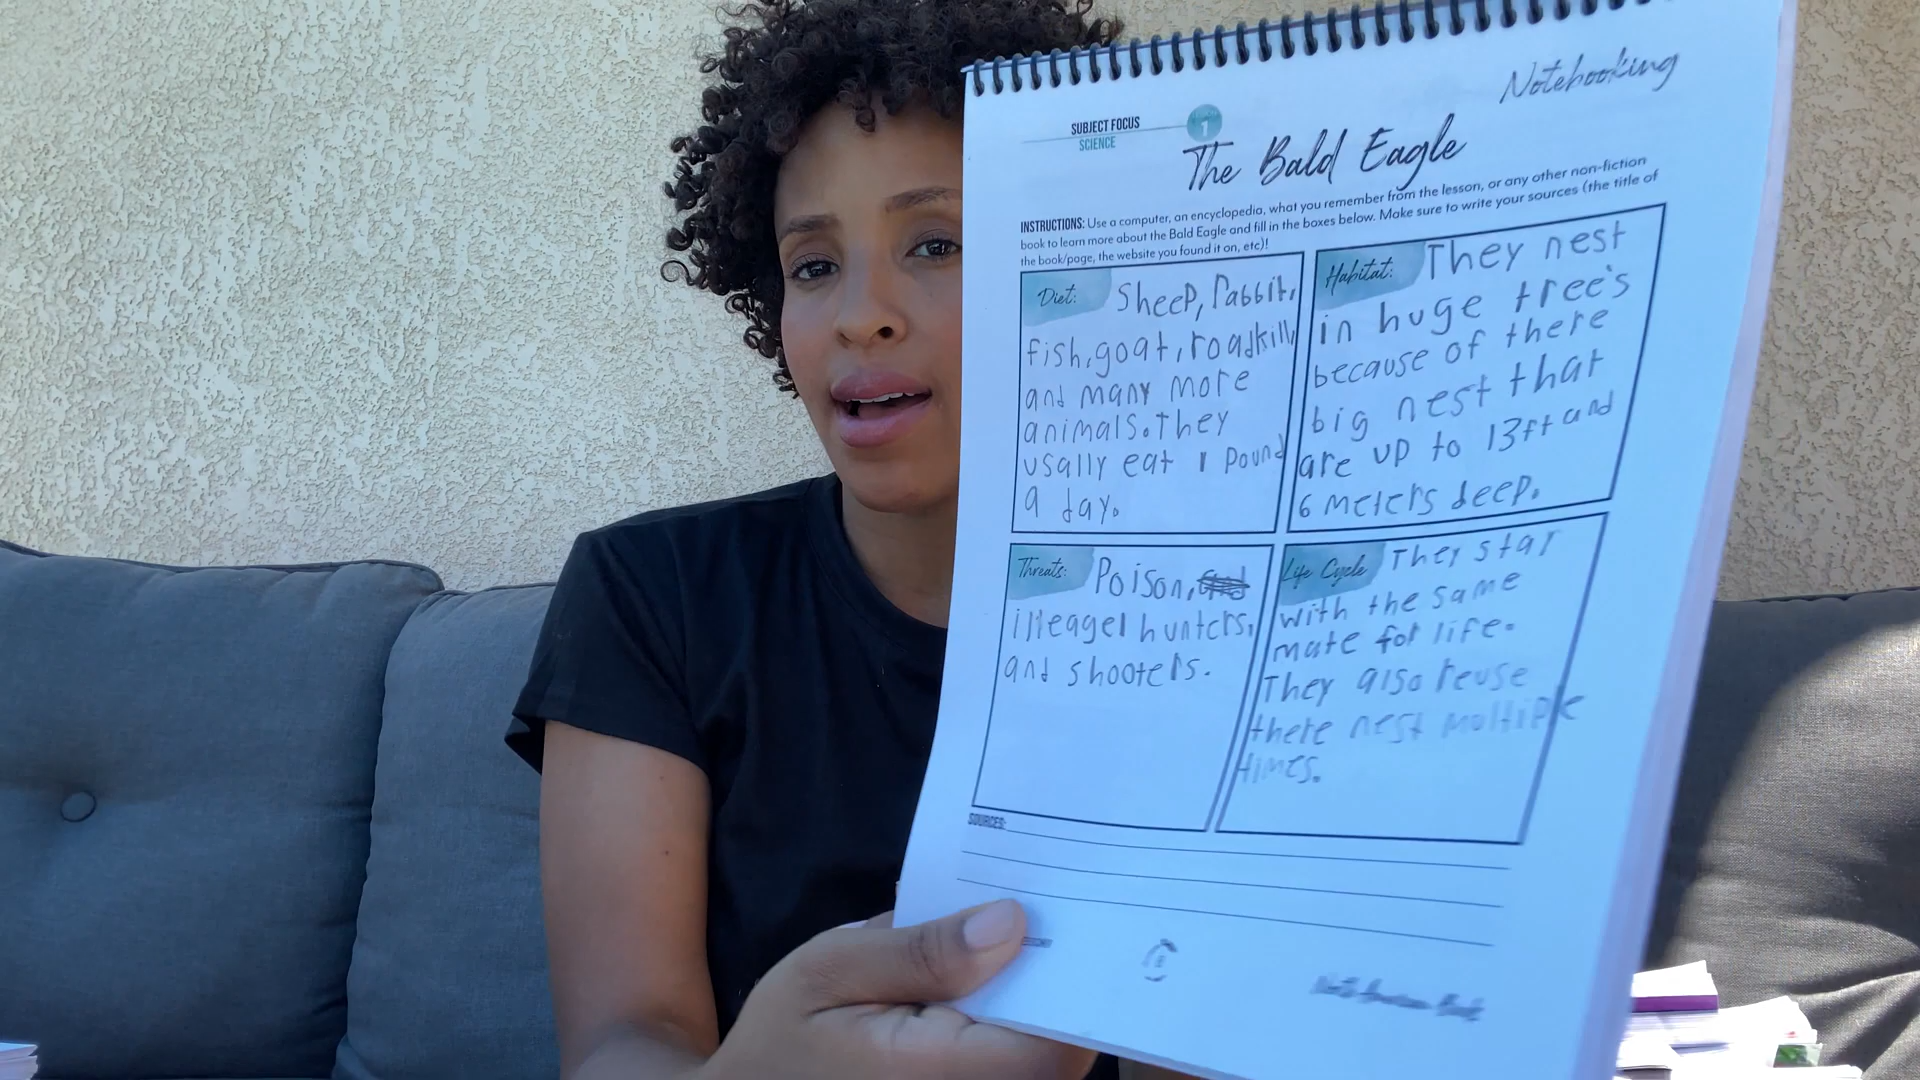 Notebooking
SUBJECT FOCUS
SCIENCE
1
The Bald Eagle
INSTRUCTIONS: Use a computer, an encyclopedia, what you remember from the lesson, or any other non-fiction
book to learn more about the Bald Eagle and fill in the boxes below. Make sure to write your sources (the title of
the book/page, the website you found it on, etc)!
Diet: Sheep, rabbit,
fish, goat, roadkill,
and many more
animals. They
usally eat 1 pound
a day.
Habitat: They nest
in huge tree's
because of there
big nest that
are up to 13ft and
6 meters deep.
Threats: Poison,
illeagel hunters,
and shooters.
Life Cycle They stay
with the same
mate for life.
They also reuse
there nest multiple
times.
SOURCES: